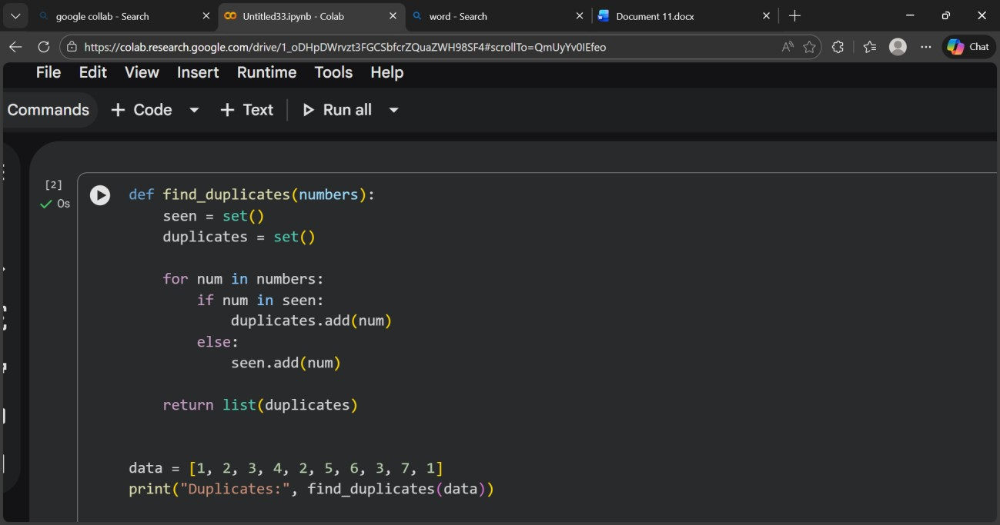 google collab - Search
Untitled33.ipynb - Colab
word - Search
Document 11.docx
https://colab.research.google.com/drive/1_oDHpDWrvzt3FGCSbfcrZQuaZWH98SF4#scrollTo=QmUyYv0IEfeo
Chat
File Edit View Insert Runtime Tools Help
Commands + Code + Text Run all
[2]
0s
def find_duplicates(numbers):
    seen = set()
    duplicates = set()

    for num in numbers:
        if num in seen:
            duplicates.add(num)
        else:
            seen.add(num)

    return list(duplicates)


data = [1, 2, 3, 4, 2, 5, 6, 3, 7, 1]
print("Duplicates:", find_duplicates(data))